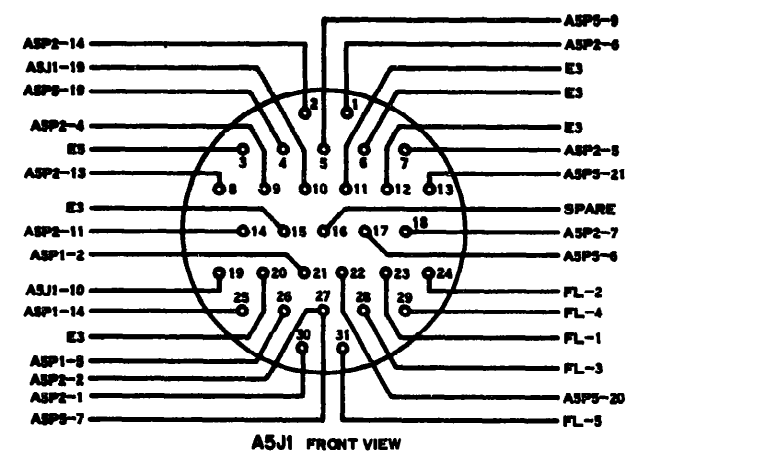 A5P5-9
A5P2-14
A5P2-6
A5J1-19
E3
A5P5-19
E3
2
1
A5P2-4
E3
E5
3
4
5
6
7
A5P2-5
A5P2-13
A5P5-21
8
9
10
11
12
13
E3
SPARE
A5P2-11
14
15
16
17
18
A5P2-7
A5P1-2
A5P5-6
19
20
21
22
23
24
A5J1-10
FL-2
25
26
27
28
29
A5P1-14
FL-4
E3
30
31
FL-1
A5P1-8
FL-3
A5P2-2
A5P2-1
A5P5-20
A5P5-7
FL-5
A5J1 FRONT VIEW